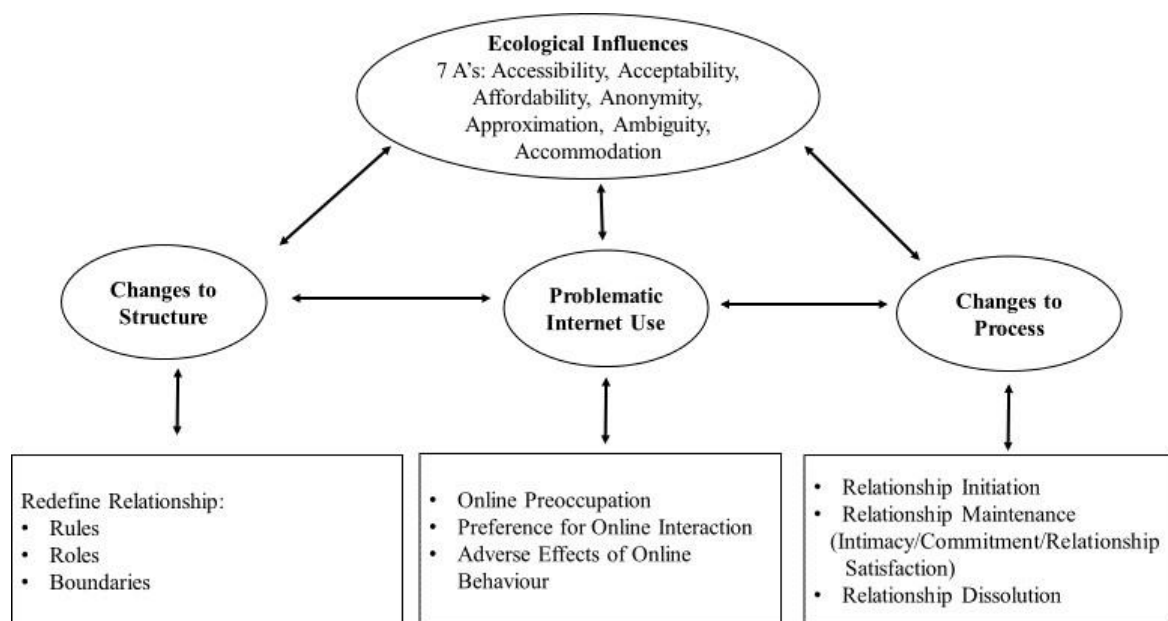 Ecological Influences
7 A's: Accessibility, Acceptability,
Affordability, Anonymity,
Approximation, Ambiguity,
Accommodation
Changes to
Structure
Problematic
Internet Use
Changes to
Process
Redefine Relationship:
• Rules
• Roles
• Boundaries
• Online Preoccupation
• Preference for Online Interaction
• Adverse Effects of Online
Behaviour
• Relationship Initiation
• Relationship Maintenance
(Intimacy/Commitment/Relationship
Satisfaction)
• Relationship Dissolution